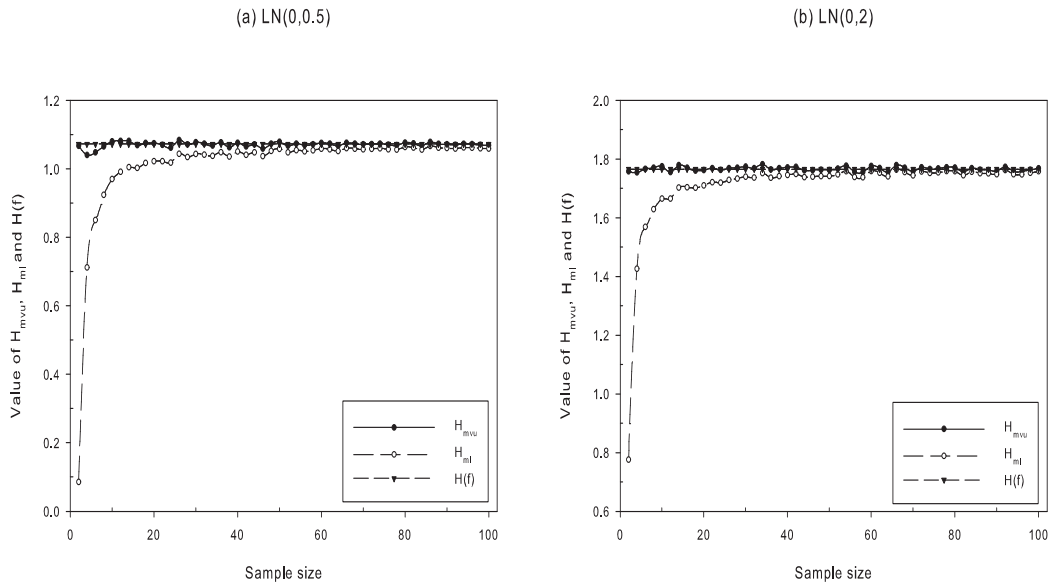 (a) LN(0,0.5)
Value of H_mvu, H_ml and H(f)
1.2
1.0
0.8
0.6
0.4
0.2
0.0
0 20 40 60 80 100
Sample size
H_mvu
H_ml
H(f)
(b) LN(0,2)
Value of H_mvu, H_ml and H(f)
2.0
1.8
1.6
1.4
1.2
1.0
0.8
0.6
0 20 40 60 80 100
Sample size
H_mvu
H_ml
H(f)